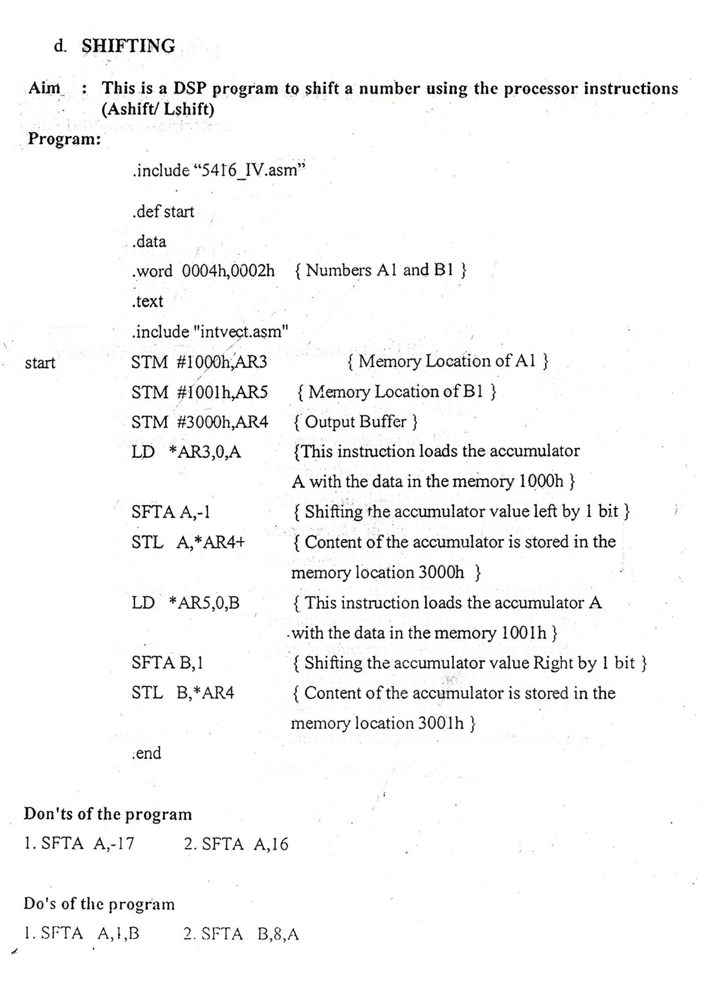 d. SHIFTING
Aim : This is a DSP program to shift a number using the processor instructions
(Ashift/ Lshift)
Program:
.include “5416_IV.asm”
.def start
.data
.word 0004h,0002h { Numbers A1 and B1 }
.text
.include "intvect.asm"
start STM #1000h,AR3 { Memory Location of A1 }
STM #1001h,AR5 { Memory Location of B1 }
STM #3000h,AR4 { Output Buffer }
LD *AR3,0,A {This instruction loads the accumulator
A with the data in the memory 1000h }
SFTA A,-1 { Shifting the accumulator value left by 1 bit }
STL A,*AR4+ { Content of the accumulator is stored in the
memory location 3000h }
LD *AR5,0,B { This instruction loads the accumulator A
with the data in the memory 1001h }
SFTA B,1 { Shifting the accumulator value Right by 1 bit }
STL B,*AR4 { Content of the accumulator is stored in the
memory location 3001h }
.end
Don'ts of the program
1. SFTA A,-17 2. SFTA A,16
Do's of the program
1. SFTA A,1,B 2. SFTA B,8,A